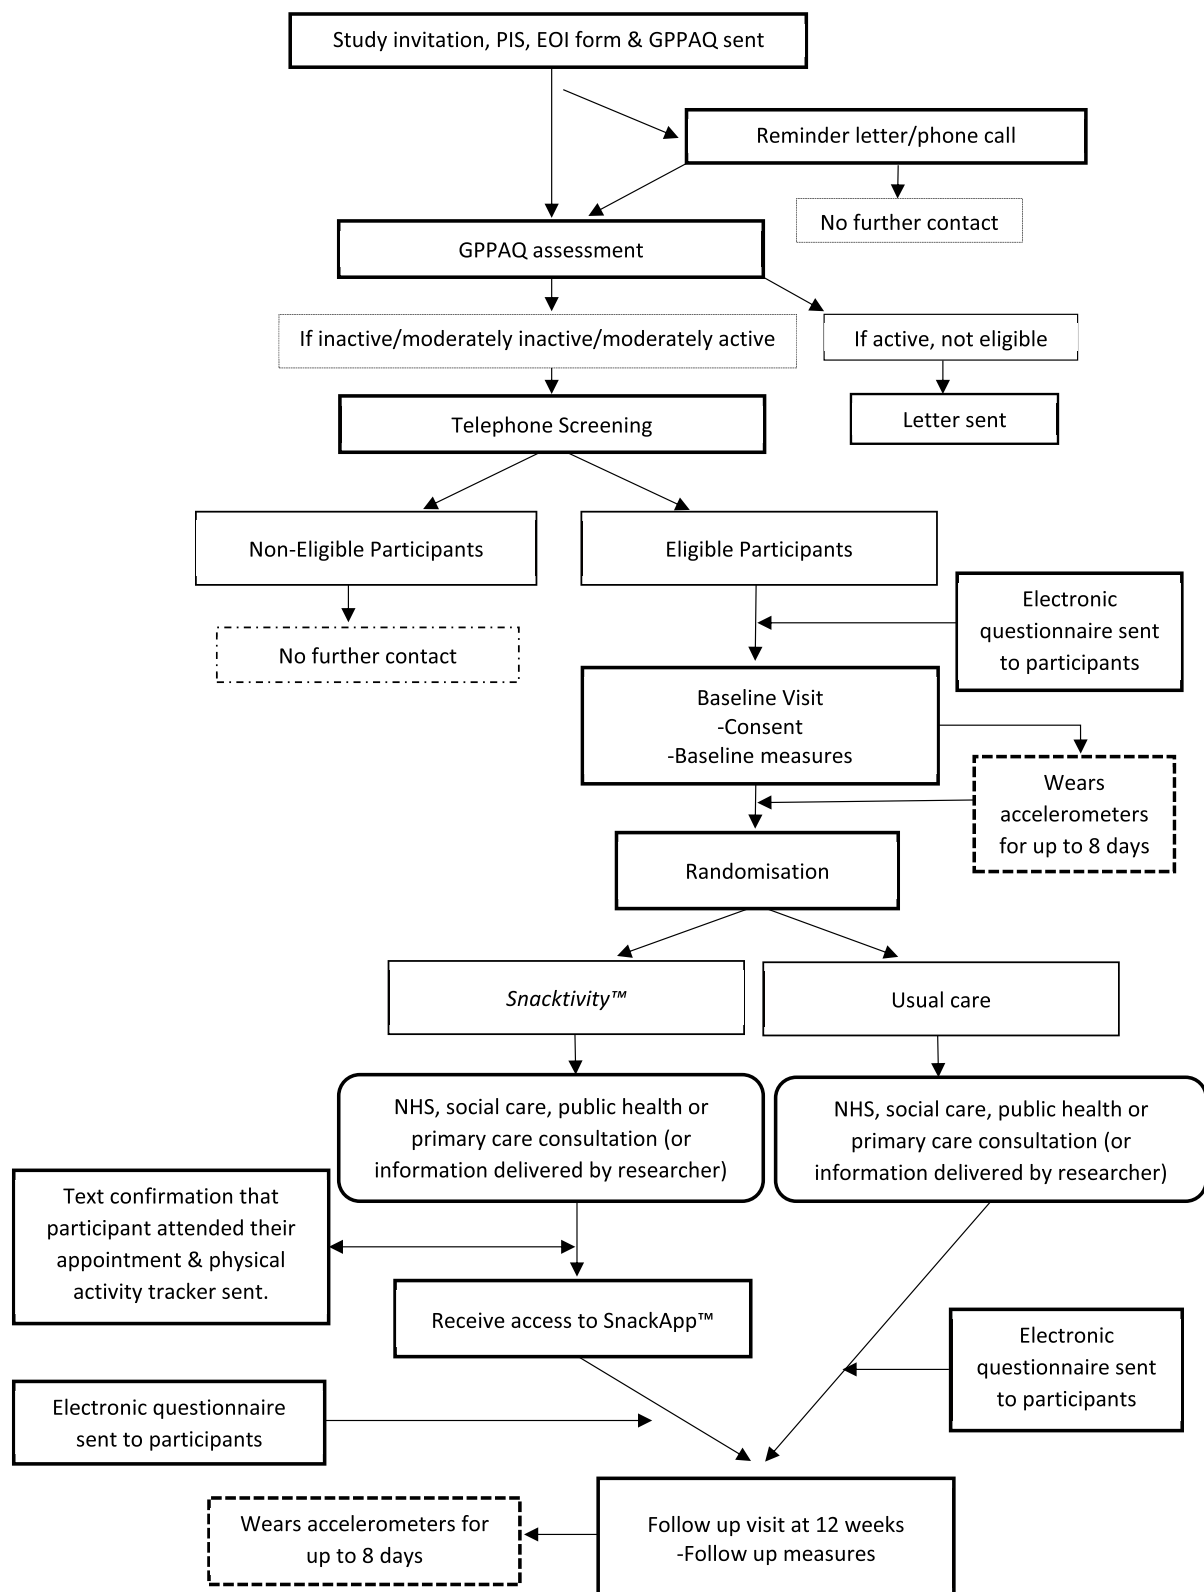 Study invitation, PIS, EOI form & GPPAQ sent
Reminder letter/phone call
No further contact
GPPAQ assessment
If inactive/moderately inactive/moderately active
If active, not eligible
Letter sent
Telephone Screening
Non-Eligible Participants
Eligible Participants
No further contact
Electronic
questionnaire sent
to participants
Baseline Visit
-Consent
-Baseline measures
Wears
accelerometers
for up to 8 days
Randomisation
Snacktivity™
Usual care
NHS, social care, public health or
primary care consultation (or
information delivered by researcher)
NHS, social care, public health or
primary care consultation (or
information delivered by researcher)
Text confirmation that
participant attended their
appointment & physical
activity tracker sent.
Receive access to SnackApp™
Electronic
questionnaire sent
to participants
Electronic questionnaire
sent to participants
Wears accelerometers for
up to 8 days
Follow up visit at 12 weeks
-Follow up measures